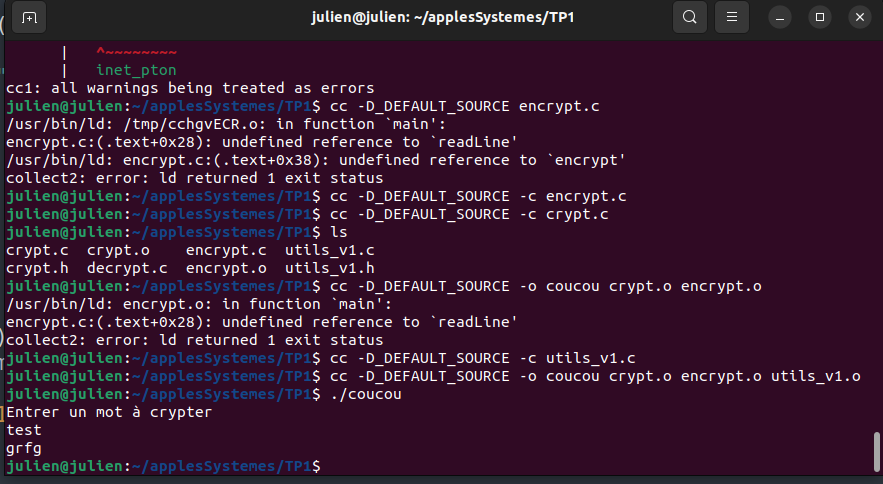 julien@julien: ~/applesSystemes/TP1
|   ^~~~~~~~~
|   inet_pton
cc1: all warnings being treated as errors
julien@julien:~/applesSystemes/TP1$ cc -D_DEFAULT_SOURCE encrypt.c
/usr/bin/ld: /tmp/cchgvECR.o: in function `main':
encrypt.c:(.text+0x28): undefined reference to `readLine'
/usr/bin/ld: encrypt.c:(.text+0x38): undefined reference to `encrypt'
collect2: error: ld returned 1 exit status
julien@julien:~/applesSystemes/TP1$ cc -D_DEFAULT_SOURCE -c encrypt.c
julien@julien:~/applesSystemes/TP1$ cc -D_DEFAULT_SOURCE -c crypt.c
julien@julien:~/applesSystemes/TP1$ ls
crypt.c  crypt.o    encrypt.c  utils_v1.c
crypt.h  decrypt.c  encrypt.o  utils_v1.h
julien@julien:~/applesSystemes/TP1$ cc -D_DEFAULT_SOURCE -o coucou crypt.o encrypt.o
/usr/bin/ld: encrypt.o: in function `main':
encrypt.c:(.text+0x28): undefined reference to `readLine'
collect2: error: ld returned 1 exit status
julien@julien:~/applesSystemes/TP1$ cc -D_DEFAULT_SOURCE -c utils_v1.c
julien@julien:~/applesSystemes/TP1$ cc -D_DEFAULT_SOURCE -o coucou crypt.o encrypt.o utils_v1.o
julien@julien:~/applesSystemes/TP1$ ./coucou
Entrer un mot à crypter
test
grfg
julien@julien:~/applesSystemes/TP1$